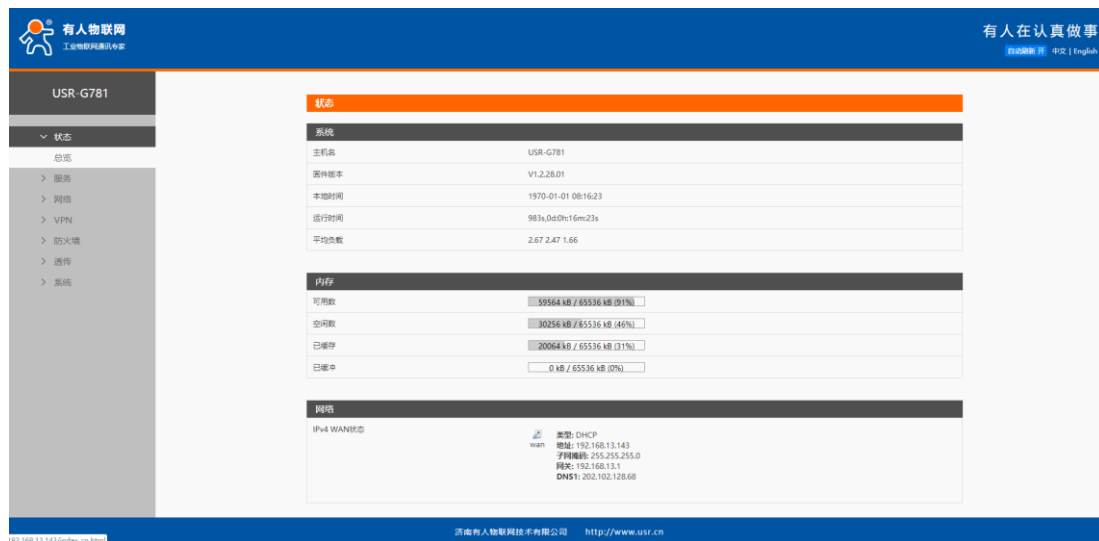 有人物联网
工业物联网通讯专家
有人在认真做事
自动刷新 开 中文 | English
USR-G781
状态
总览
服务
网络
VPN
防火墙
透传
系统
状态
系统
主机名 USR-G781
固件版本 V1.2.28.01
本地时间 1970-01-01 08:16:23
运行时间 983s,0d:0h:16m:23s
平均负载 2.67 2.47 1.66
内存
可用数 59564 kB / 65536 kB (91%)
空闲数 30256 kB / 65536 kB (46%)
已缓存 20064 kB / 65536 kB (31%)
已缓冲 0 kB / 65536 kB (0%)
网络
IPv4 WAN状态
wan
类型: DHCP
地址: 192.168.13.143
子网掩码: 255.255.255.0
网关: 192.168.13.1
DNS1: 202.102.128.68
济南有人物联网技术有限公司 http://www.usr.cn
192.168.13.143/index_cn.html